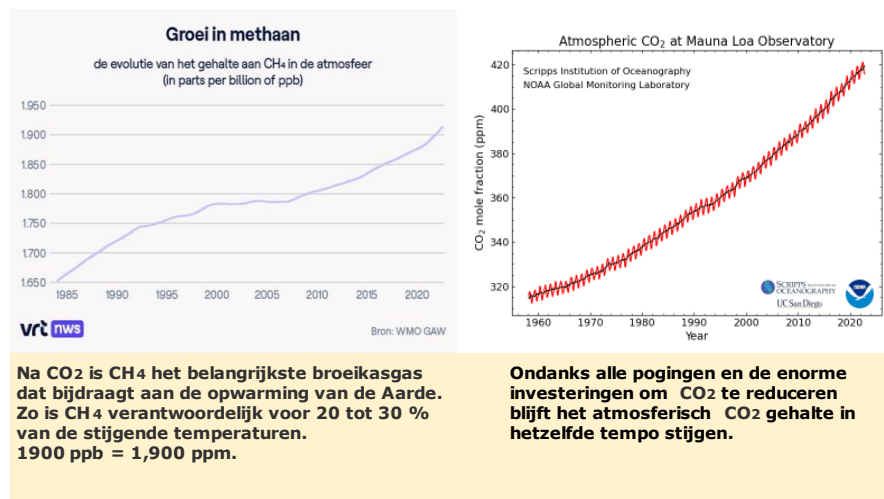 Groei in methaan
de evolutie van het gehalte aan CH₄ in de atmosfeer
(in parts per billion of ppb)
1.950
1.900
1.850
1.800
1.750
1.700
1.650
1985 1990 1995 2000 2005 2010 2015 2020
vrt nws
Bron: WMO GAW
Atmospheric CO₂ at Mauna Loa Observatory
Scripps Institution of Oceanography
NOAA Global Monitoring Laboratory
CO₂ mole fraction (ppm)
420
400
380
360
340
320
1960 1970 1980 1990 2000 2010 2020
Year
SCRIPPS INSTITUTION OF
OCEANOGRAPHY
UC San Diego
NOAA
Na CO2 is CH4 het belangrijkste broeikasgas
dat bijdraagt aan de opwarming van de Aarde.
Zo is CH4 verantwoordelijk voor 20 tot 30 %
van de stijgende temperaturen.
1900 ppb = 1,900 ppm.
Ondanks alle pogingen en de enorme
investeringen om CO2 te reduceren
blijft het atmosferisch CO2 gehalte in
hetzelfde tempo stijgen.